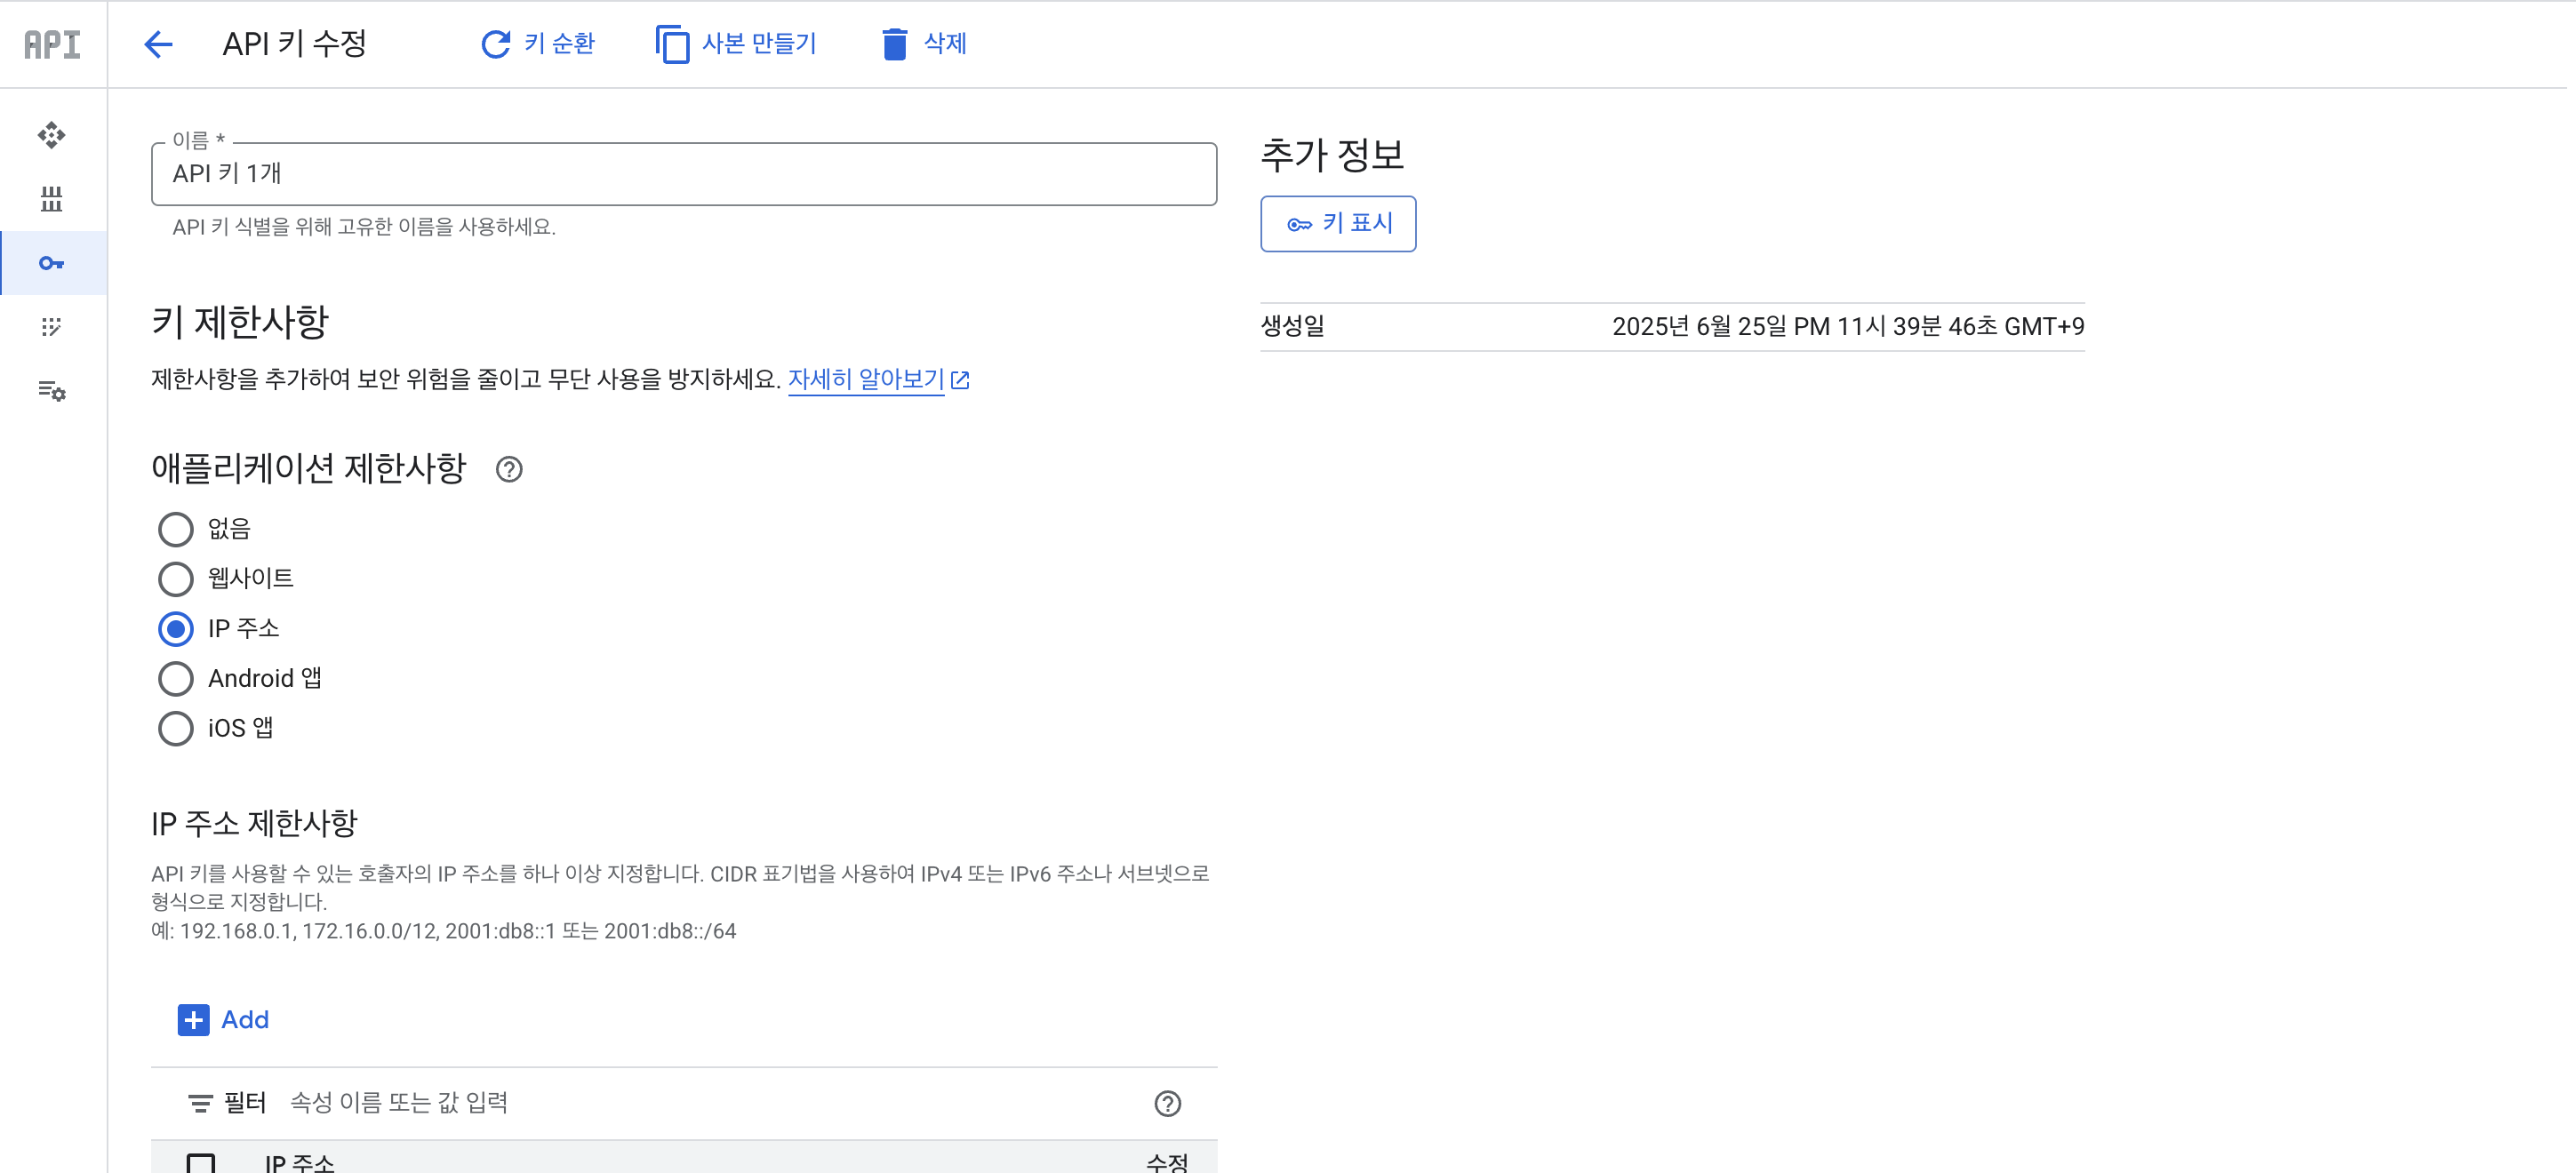 API
API 키 수정
키 순환
사본 만들기
삭제
이름 *
API 키 1개
API 키 식별을 위해 고유한 이름을 사용하세요.
키 제한사항
제한사항을 추가하여 보안 위험을 줄이고 무단 사용을 방지하세요. 자세히 알아보기
애플리케이션 제한사항
없음
웹사이트
IP 주소
Android 앱
iOS 앱
IP 주소 제한사항
API 키를 사용할 수 있는 호출자의 IP 주소를 하나 이상 지정합니다. CIDR 표기법을 사용하여 IPv4 또는 IPv6 주소나 서브넷으로
형식으로 지정합니다.
예: 192.168.0.1, 172.16.0.0/12, 2001:db8::1 또는 2001:db8::/64
Add
필터 속성 이름 또는 값 입력
IP 주소 수정
추가 정보
키 표시
생성일 2025년 6월 25일 PM 11시 39분 46초 GMT+9